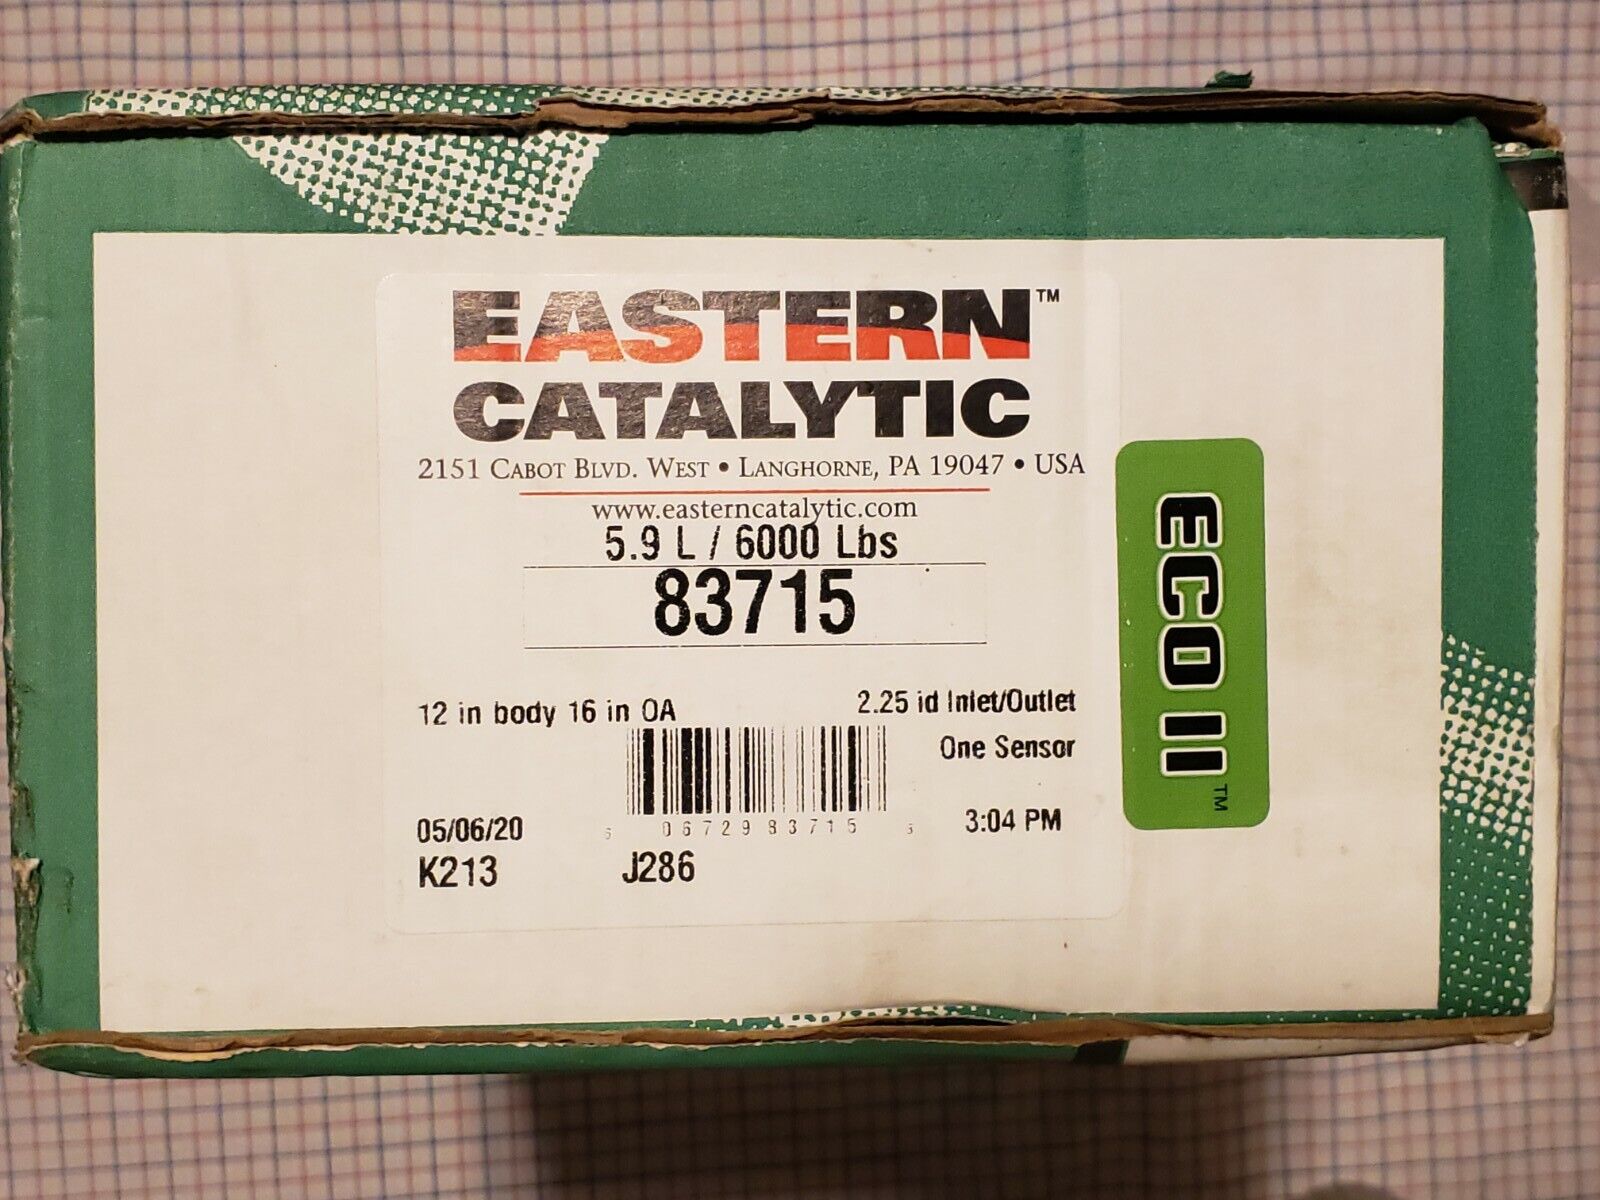 EASTERN™
CATALYTIC
2151 CABOT BLVD. WEST • LANGHORNE, PA 19047 • USA
www.easterncatalytic.com
5.9 L / 6000 Lbs
83715
12 in body 16 in OA
2.25 id Inlet/Outlet
One Sensor
06729 83715
05/06/20
3:04 PM
K213
J286
ECO II™